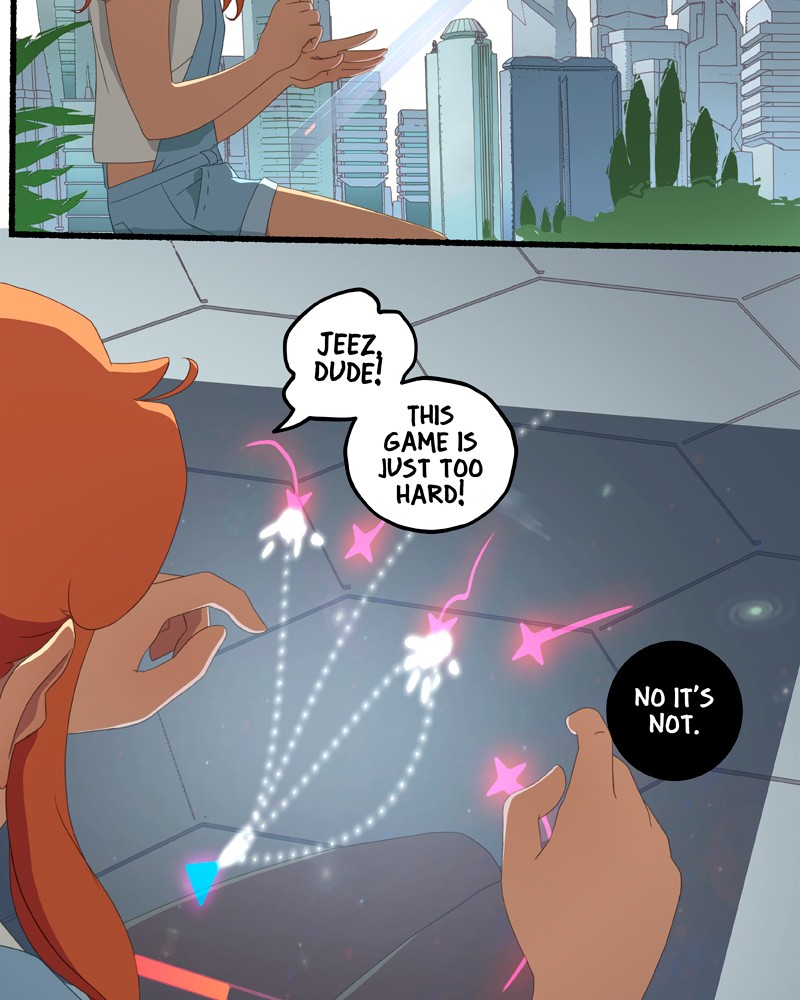 JEEZ,
DUDE!
THIS
GAME IS
JUST TOO
HARD!
NO IT'S
NOT.